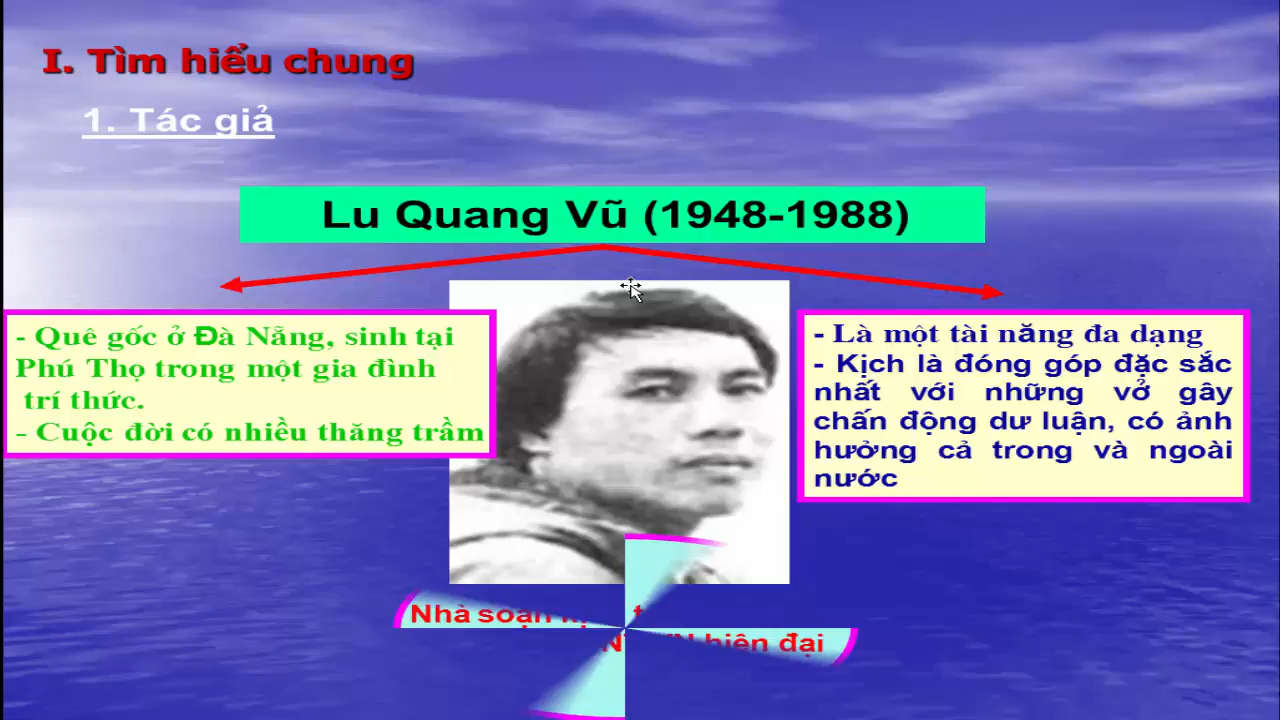 I. Tìm hiểu chung
1. Tác giả
Lu Quang Vũ (1948-1988)
- Quê gốc ở Đà Nẵng, sinh tại
Phú Thọ trong một gia đình
trí thức.
- Cuộc đời có nhiều thăng trầm
- Là một tài năng đa dạng
- Kịch là đóng góp đặc sắc
nhất với những vở gây
chấn động dư luận, có ảnh
hưởng cả trong và ngoài
nước
Nhà soạn
hiện đại